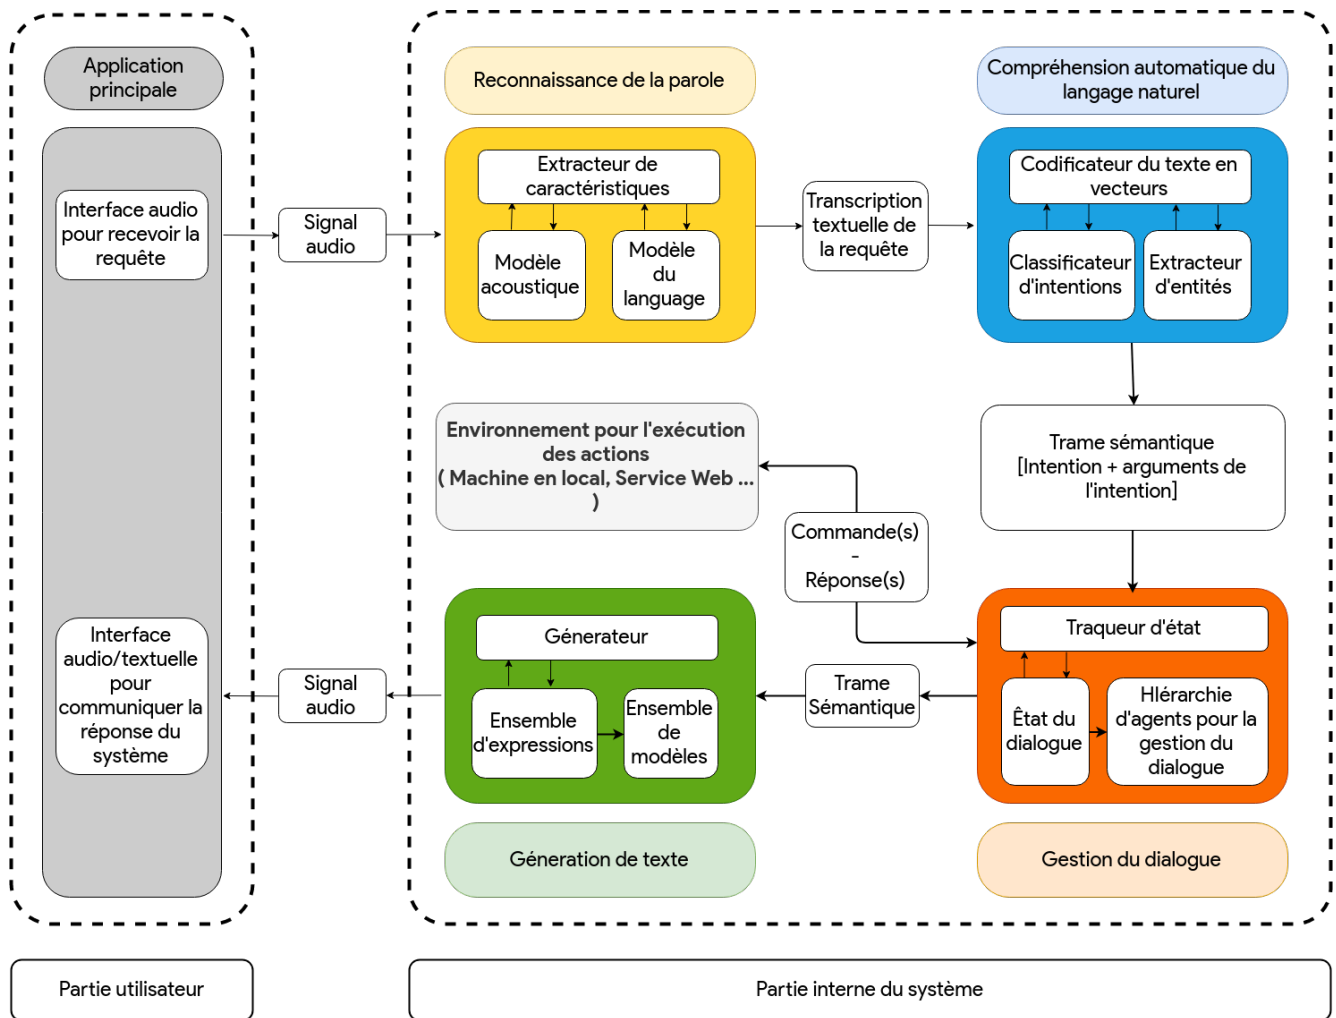 Application
principale
Reconnaissance de la parole
Compréhension automatique du
langage naturel
Interface audio
pour recevoir la
requête
Signal
audio
Extracteur de
caractéristiques
Modèle
acoustique
Modèle
du
language
Transcription
textuelle de
la requête
Codificateur du texte en
vecteurs
Classificateur
d'intentions
Extracteur
d'entités
Environnement pour l'exécution
des actions
( Machine en local, Service Web ...
)
Trame sémantique
[Intention + arguments de
l'intention]
Commande(s)
-
Réponse(s)
Interface
audio/textuelle
pour
communiquer la
réponse du
système
Signal
audio
Génerateur
Ensemble
d'expressions
Ensemble
de
modèles
Trame
Sémantique
Traqueur d'état
Êtat du
dialogue
HIérarchie
d'agents pour la
gestion du
dialogue
Géneration de texte
Gestion du dialogue
Partie utilisateur
Partie interne du système